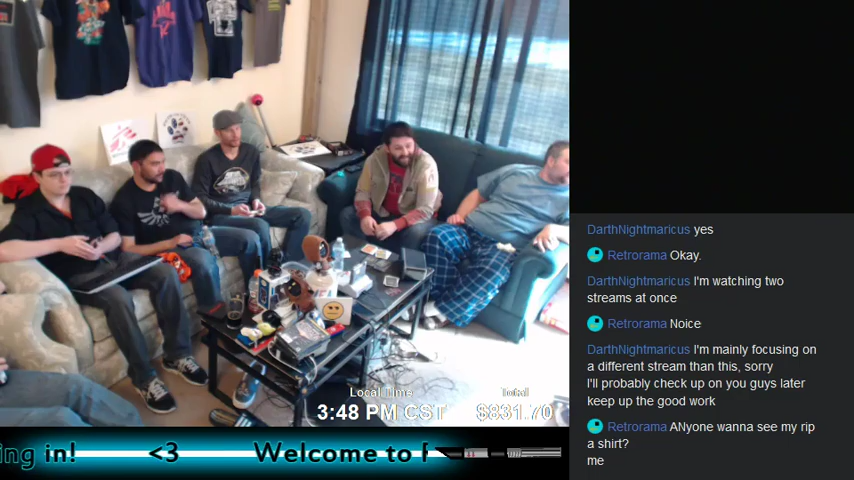 Local Time
3:48 PM CST
Total
$831.70
ing in! <3 Welcome to
DarthNightmaricus yes
Retrorama Okay.
DarthNightmaricus I'm watching two
streams at once
Retrorama Noice
DarthNightmaricus I'm mainly focusing on
a different stream than this, sorry
I'll probably check up on you guys later
keep up the good work
Retrorama ANyone wanna see my rip
a shirt?
me